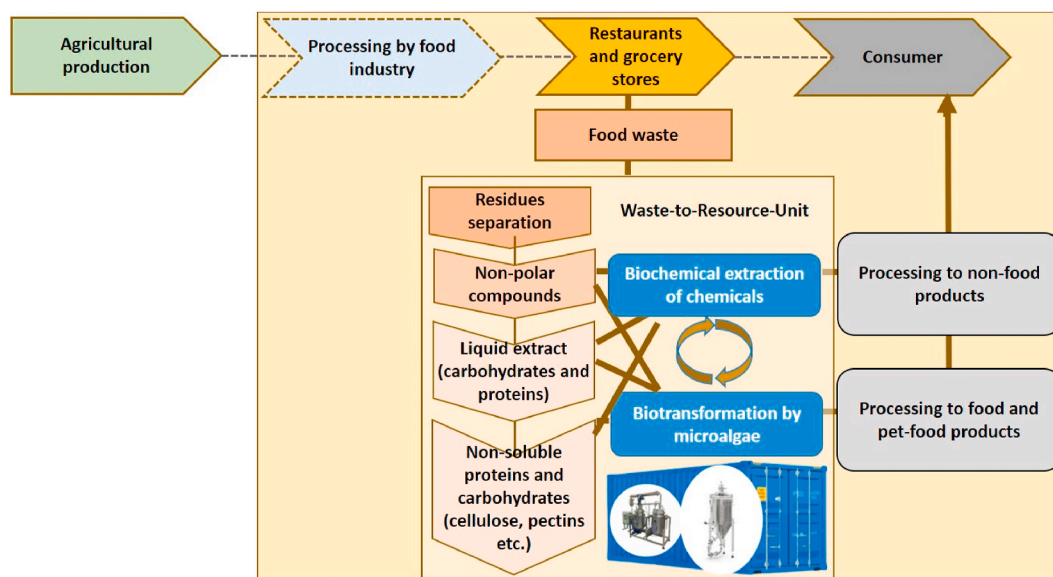 Agricultural
production
Processing by food
industry
Restaurants
and grocery
stores
Consumer
Food waste
Residues
separation
Waste-to-Resource-Unit
Non-polar
compounds
Biochemical extraction
of chemicals
Processing to non-food
products
Liquid extract
(carbohydrates and
proteins)
Biotransformation by
microalgae
Processing to food and
pet-food products
Non-soluble
proteins and
carbohydrates
(cellulose, pectins
etc.)